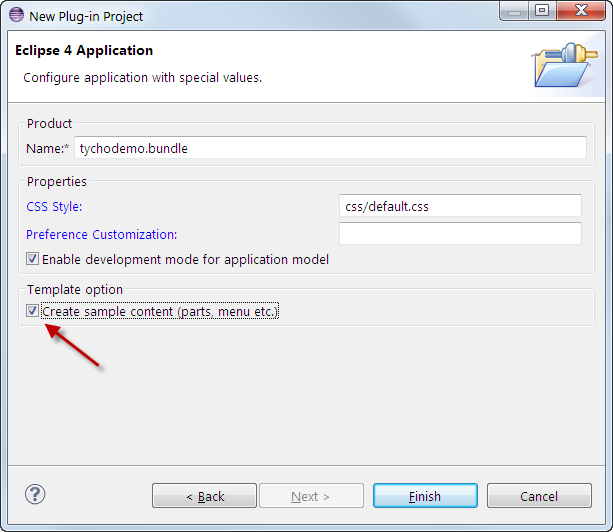 New Plug-in Project
Eclipse 4 Application
Configure application with special values.
Product
Name:* tychodemo.bundle
Properties
CSS Style: css/default.css
Preference Customization:
Enable development mode for application model
Template option
Create sample content (parts, menu etc.)
? < Back Next > Finish Cancel